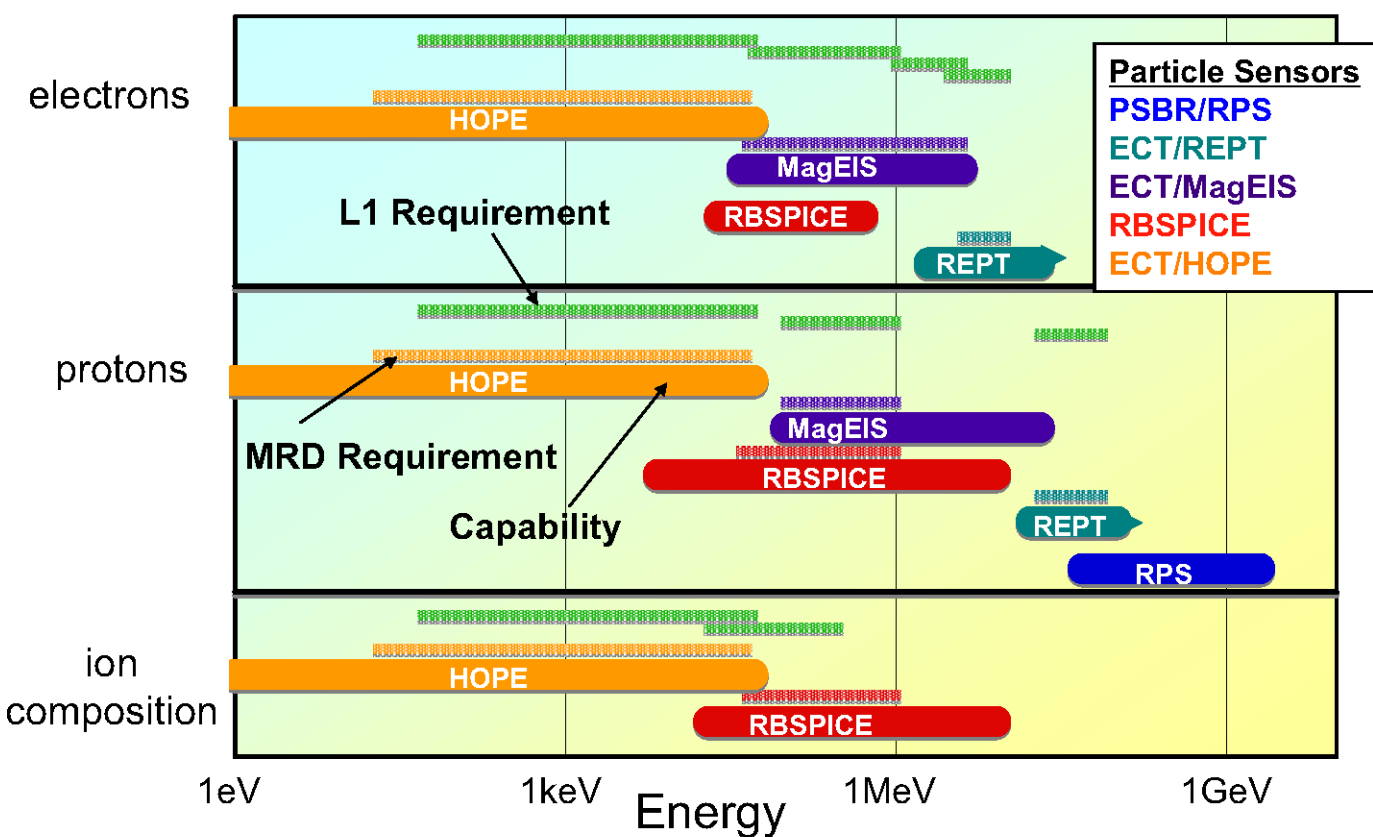 electrons
HOPE
MagEIS
L1 Requirement
RBSPICE
REPT
Particle Sensors
PSBR/RPS
ECT/REPT
ECT/MagEIS
RBSPICE
ECT/HOPE
protons
HOPE
MagEIS
MRD Requirement
RBSPICE
Capability
REPT
RPS
ion
composition
HOPE
RBSPICE
1eV
1keV
1MeV
1GeV
Energy